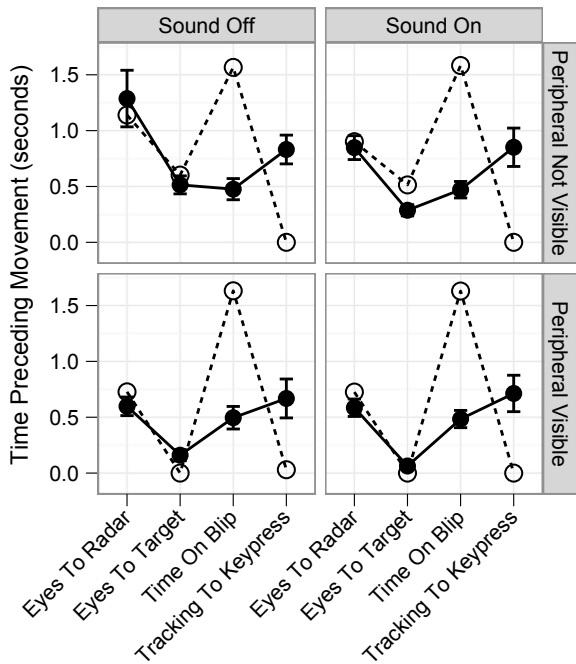 Sound Off
Sound On
Time Preceding Movement (seconds)
1.5
1.0
0.5
0.0
Peripheral Not Visible
1.5
1.0
0.5
0.0
Peripheral Visible
Eyes To Radar
Eyes To Target
Time On Blip
Tracking To Keypress
Eyes To Radar
Eyes To Target
Time On Blip
Tracking To Keypress